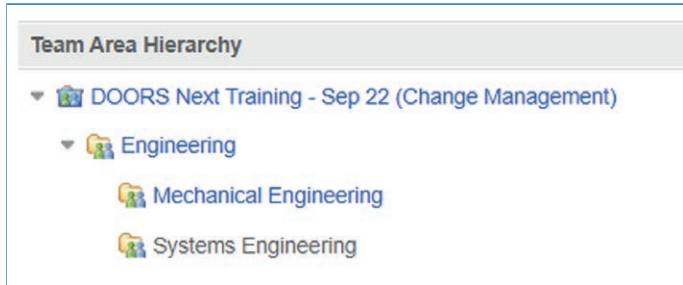 Team Area Hierarchy
DOORS Next Training - Sep 22 (Change Management)
Engineering
Mechanical Engineering
Systems Engineering